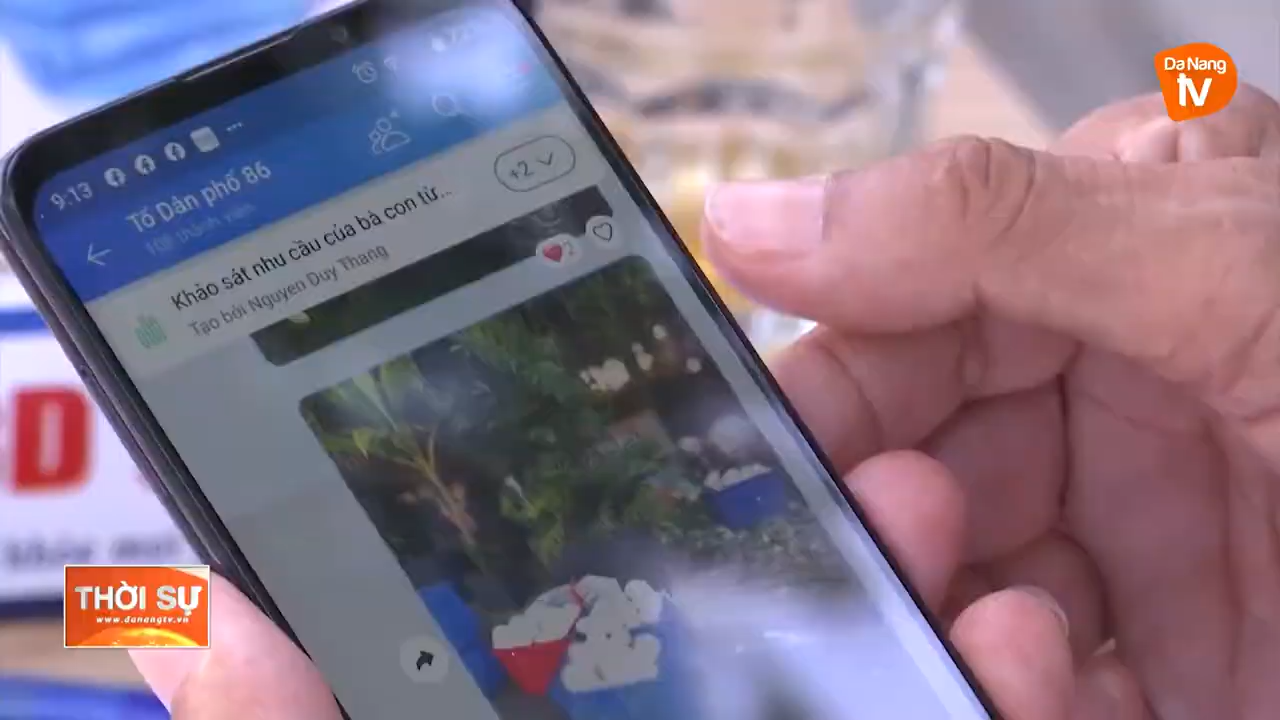 Da Nang
tv
9:13
Tổ Dân phố 86
thành viên
+2
Khảo sát nhu cầu của bà con từ...
Tạo bởi Nguyen Duy Thang
2
D
THỜI SỰ
www.danangtv.vn